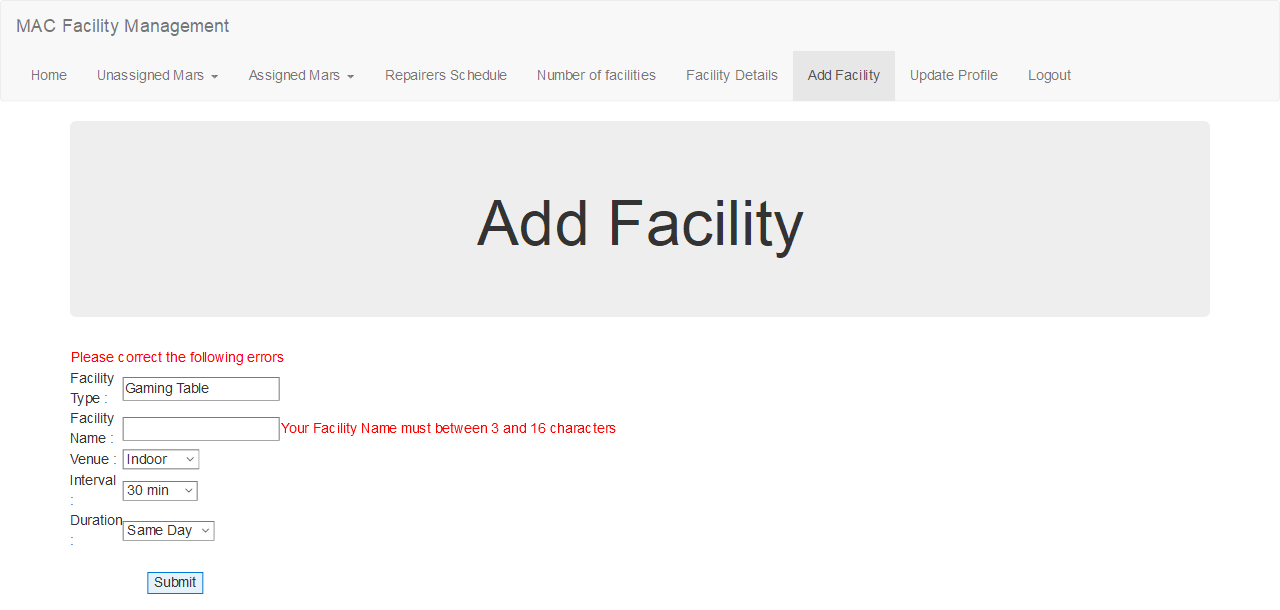 MAC Facility Management
Home Unassigned Mars Assigned Mars Repairers Schedule Number of facilities Facility Details Add Facility Update Profile Logout
Add Facility
Please correct the following errors
Facility
Type :
Gaming Table
Facility
Name :
Your Facility Name must between 3 and 16 characters
Venue : Indoor
Interval
:
30 min
Duration
:
Same Day
Submit